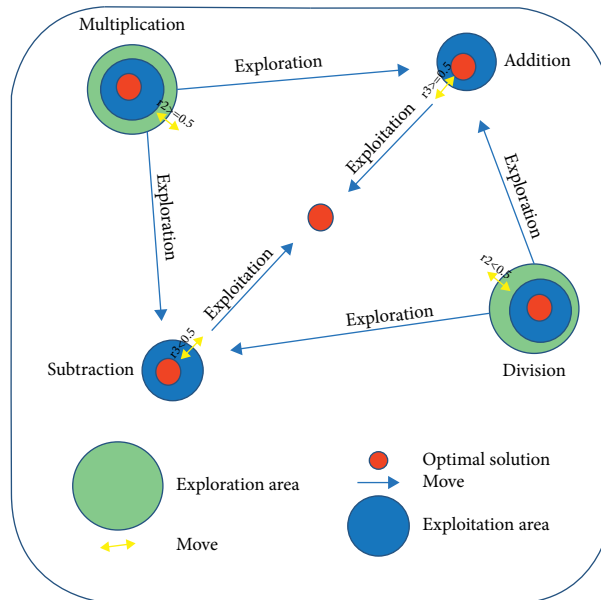 Multiplication
Addition
Exploration
r3>=0.5
r2>=0.5
Exploitation
Exploration
Exploration
r2<0.5
Exploitation
Exploration
r3<0.5
Subtraction
Division
Optimal solution
Move
Exploration area
Exploitation area
Move